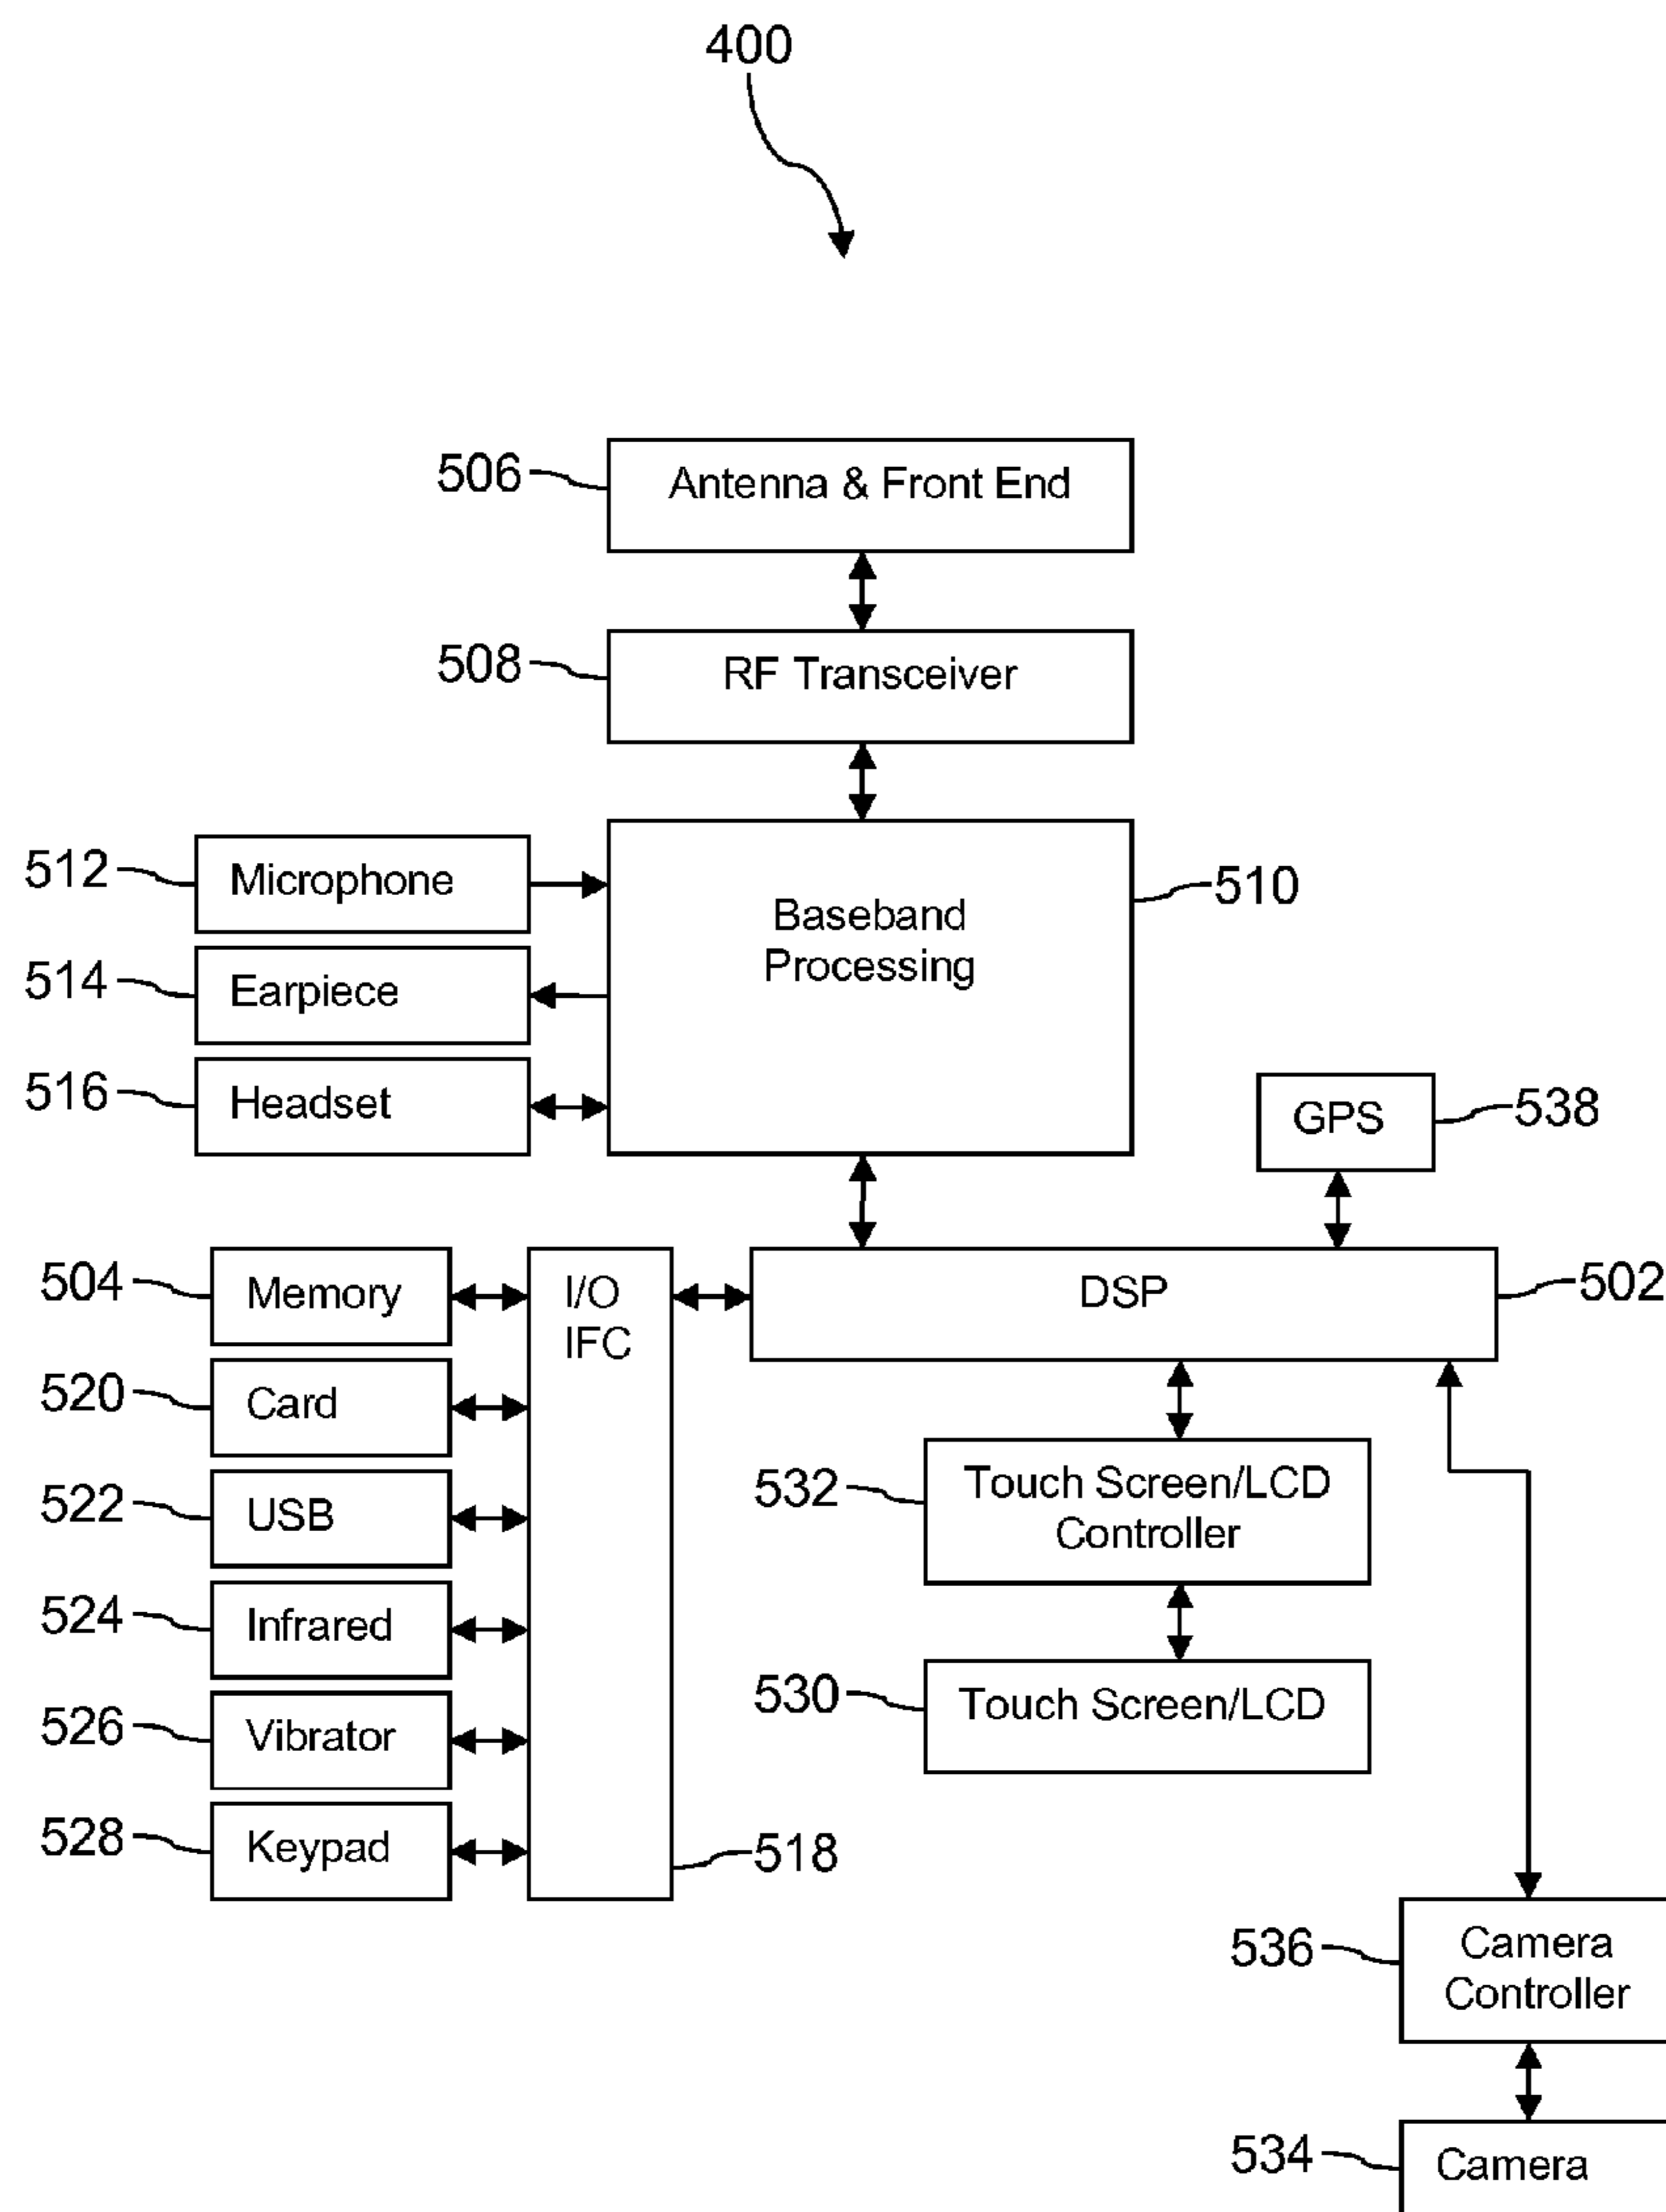 400
506
Antenna & Front End
508
RF Transceiver
512
Microphone
Baseband
Processing
510
514
Earpiece
516
Headset
GPS
538
504
Memory
I/O
IFC
DSP
502
520
Card
522
USB
532
Touch Screen/LCD
Controller
524
Infrared
526
Vibrator
530
Touch Screen/LCD
528
Keypad
518
536
Camera
Controller
534
Camera